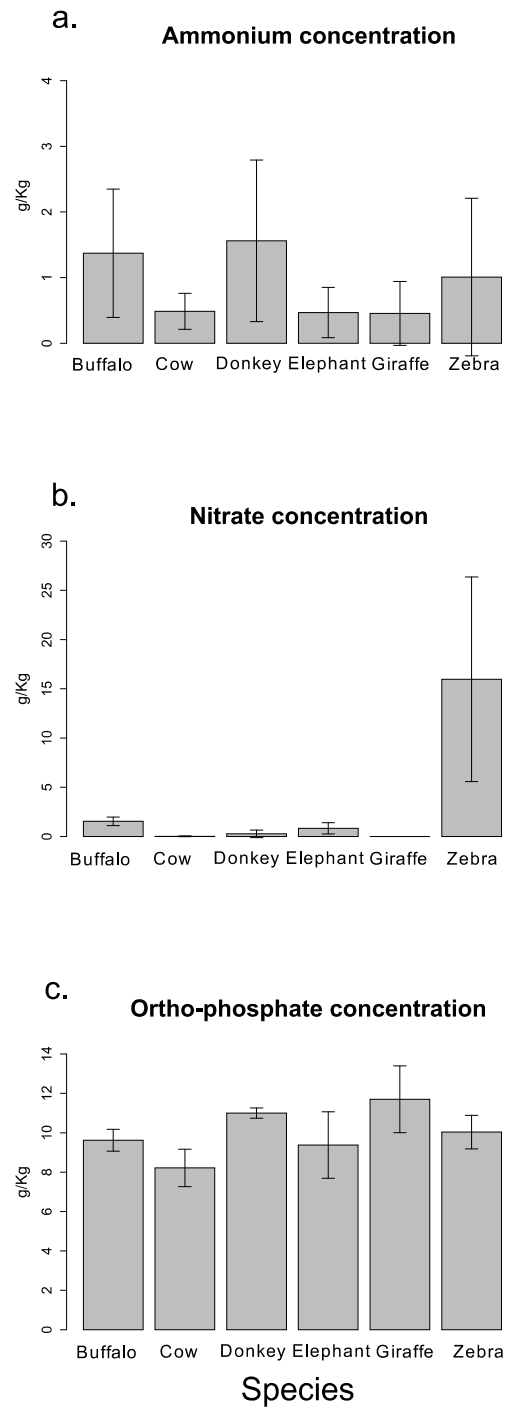 a.
Ammonium concentration
4
3
2
1
0
g/Kg
Buffalo Cow Donkey Elephant Giraffe Zebra
b.
Nitrate concentration
30
25
20
15
10
5
0
g/Kg
Buffalo Cow Donkey Elephant Giraffe Zebra
c.
Ortho-phosphate concentration
14
12
10
8
6
4
2
0
g/Kg
Buffalo Cow Donkey Elephant Giraffe Zebra
Species